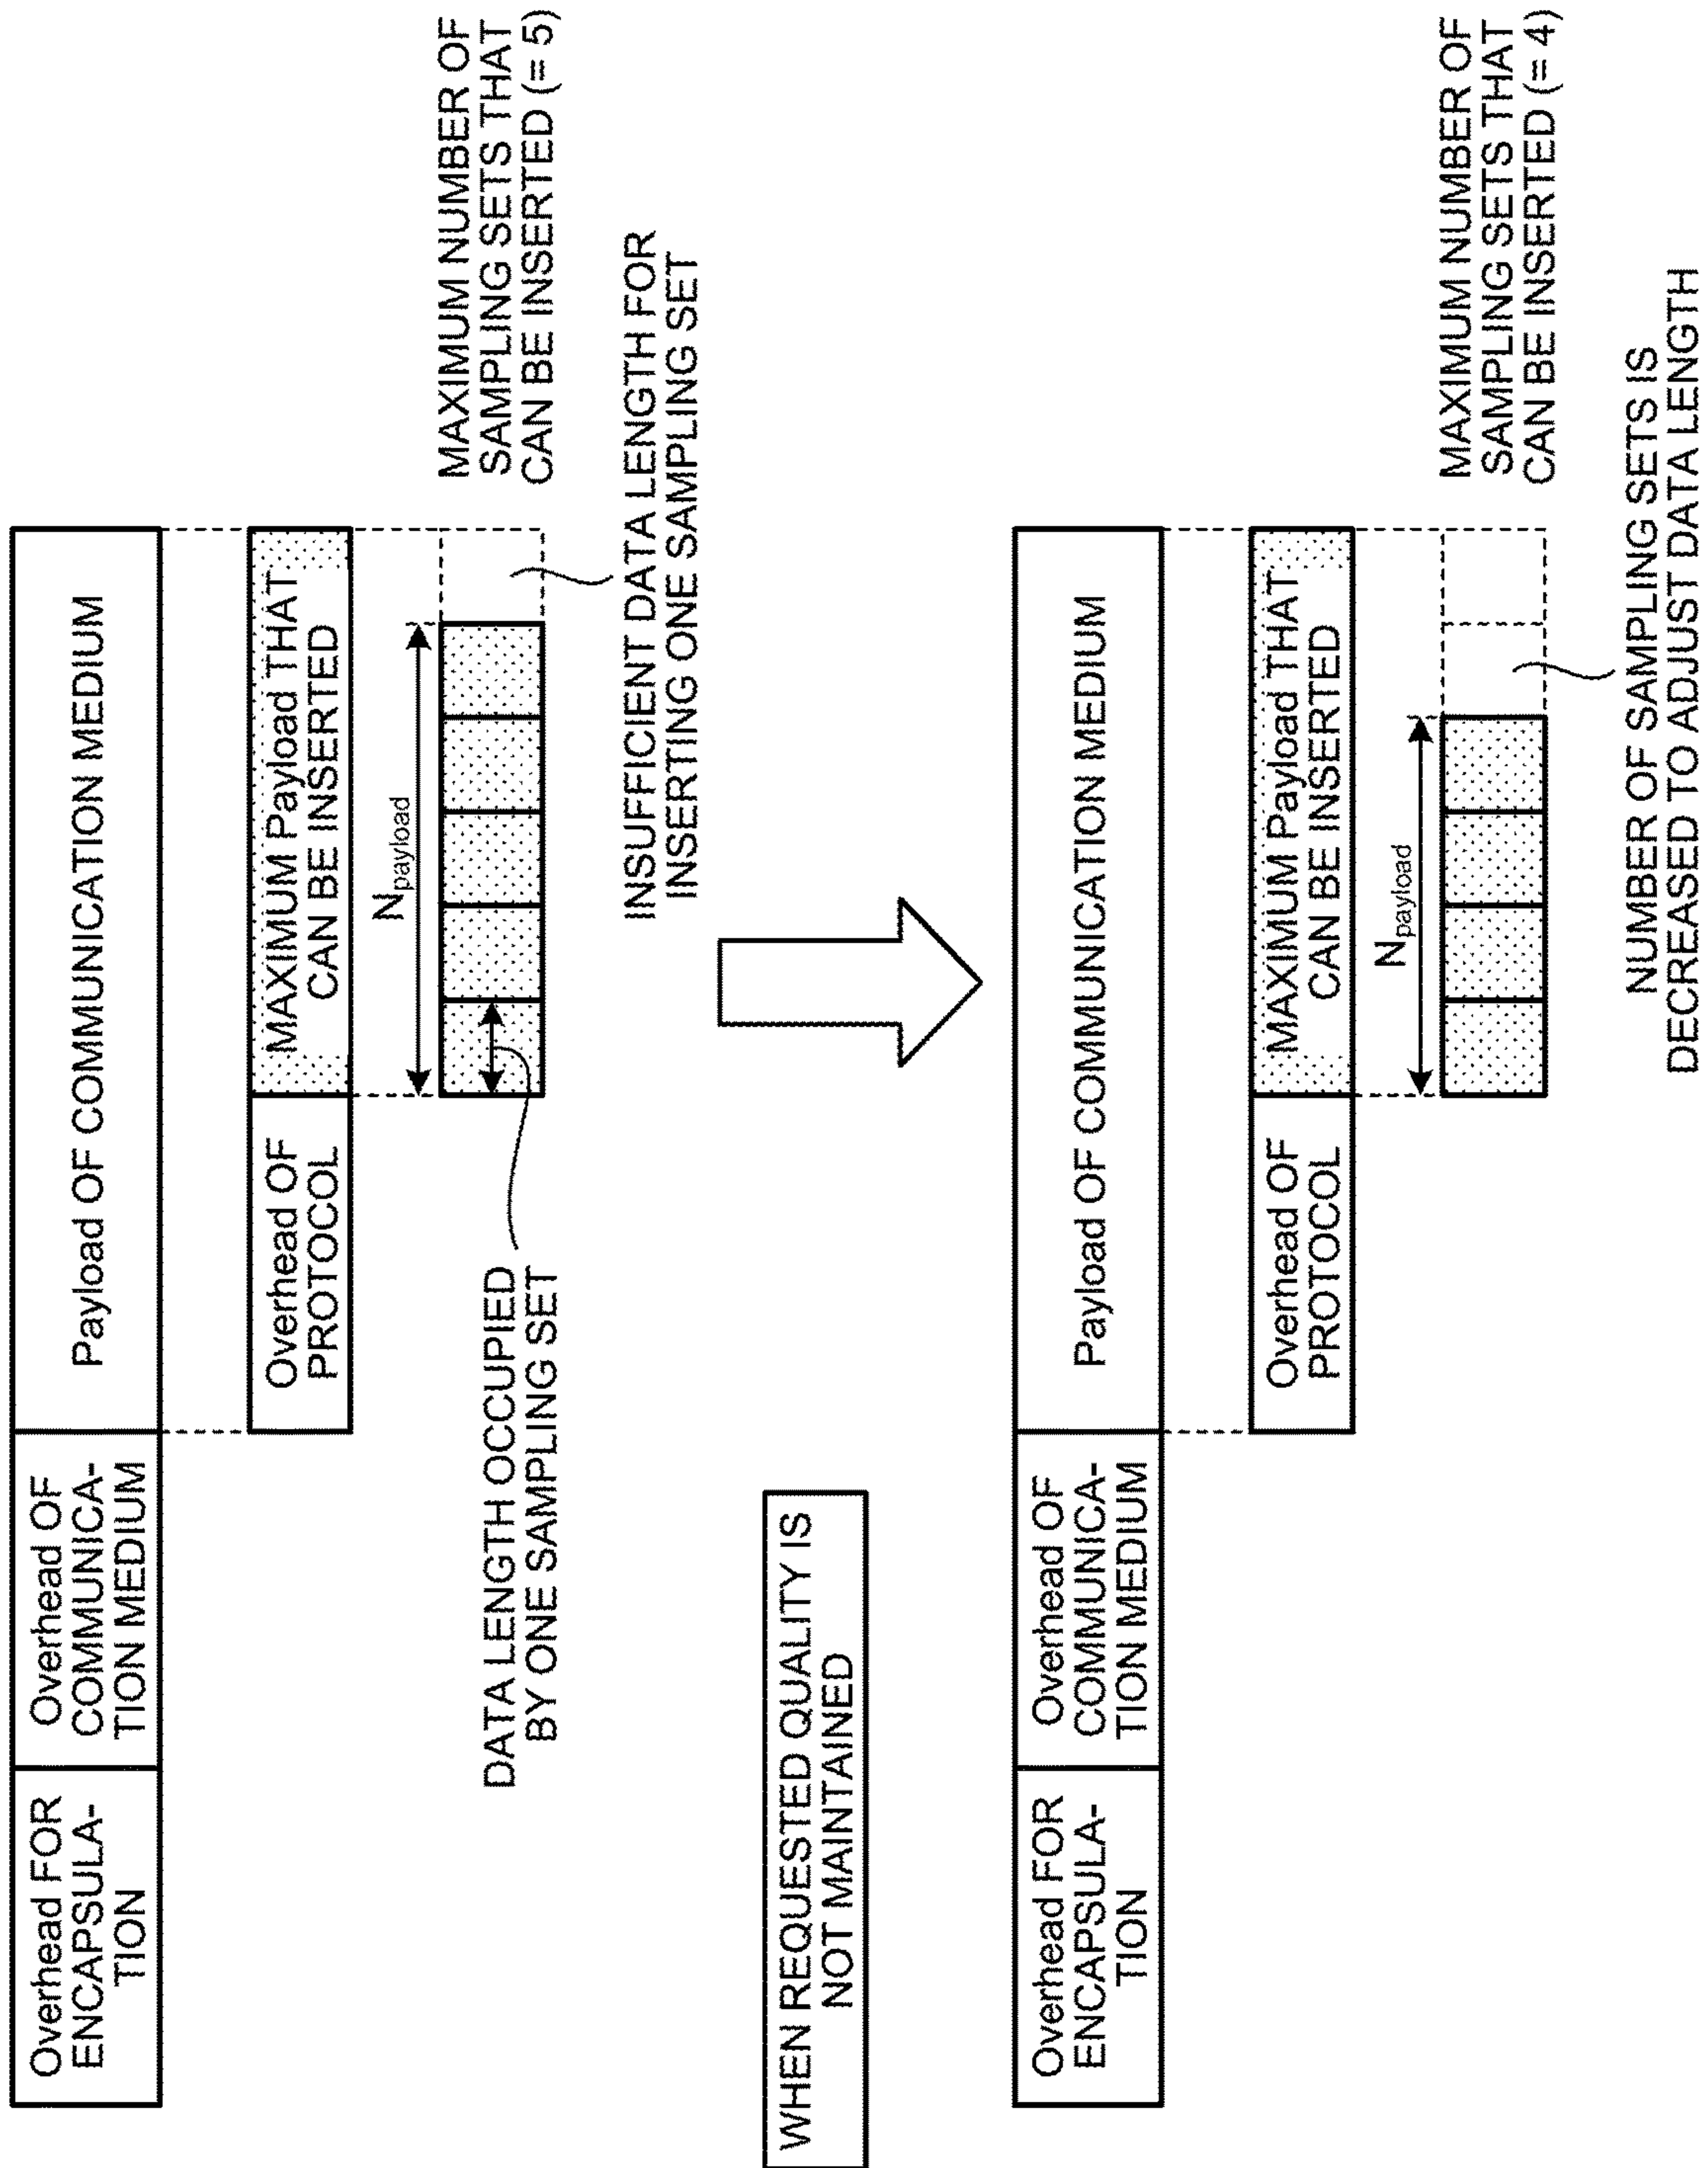 Overhead FOR
ENCAPSULA-
TION
Overhead OF
COMMUNICA-
TION MEDIUM
Payload OF COMMUNICATION MEDIUM
Overhead OF
PROTOCOL
MAXIMUM Payload THAT
CAN BE INSERTED
Npayload
MAXIMUM NUMBER OF
SAMPLING SETS THAT
CAN BE INSERTED (= 5)
DATA LENGTH OCCUPIED
BY ONE SAMPLING SET
INSUFFICIENT DATA LENGTH FOR
INSERTING ONE SAMPLING SET
WHEN REQUESTED QUALITY IS
NOT MAINTAINED
Overhead FOR
ENCAPSULA-
TION
Overhead OF
COMMUNICA-
TION MEDIUM
Payload OF COMMUNICATION MEDIUM
Overhead OF
PROTOCOL
MAXIMUM Payload THAT
CAN BE INSERTED
Npayload
MAXIMUM NUMBER OF
SAMPLING SETS THAT
CAN BE INSERTED (= 4)
NUMBER OF SAMPLING SETS IS
DECREASED TO ADJUST DATA LENGTH